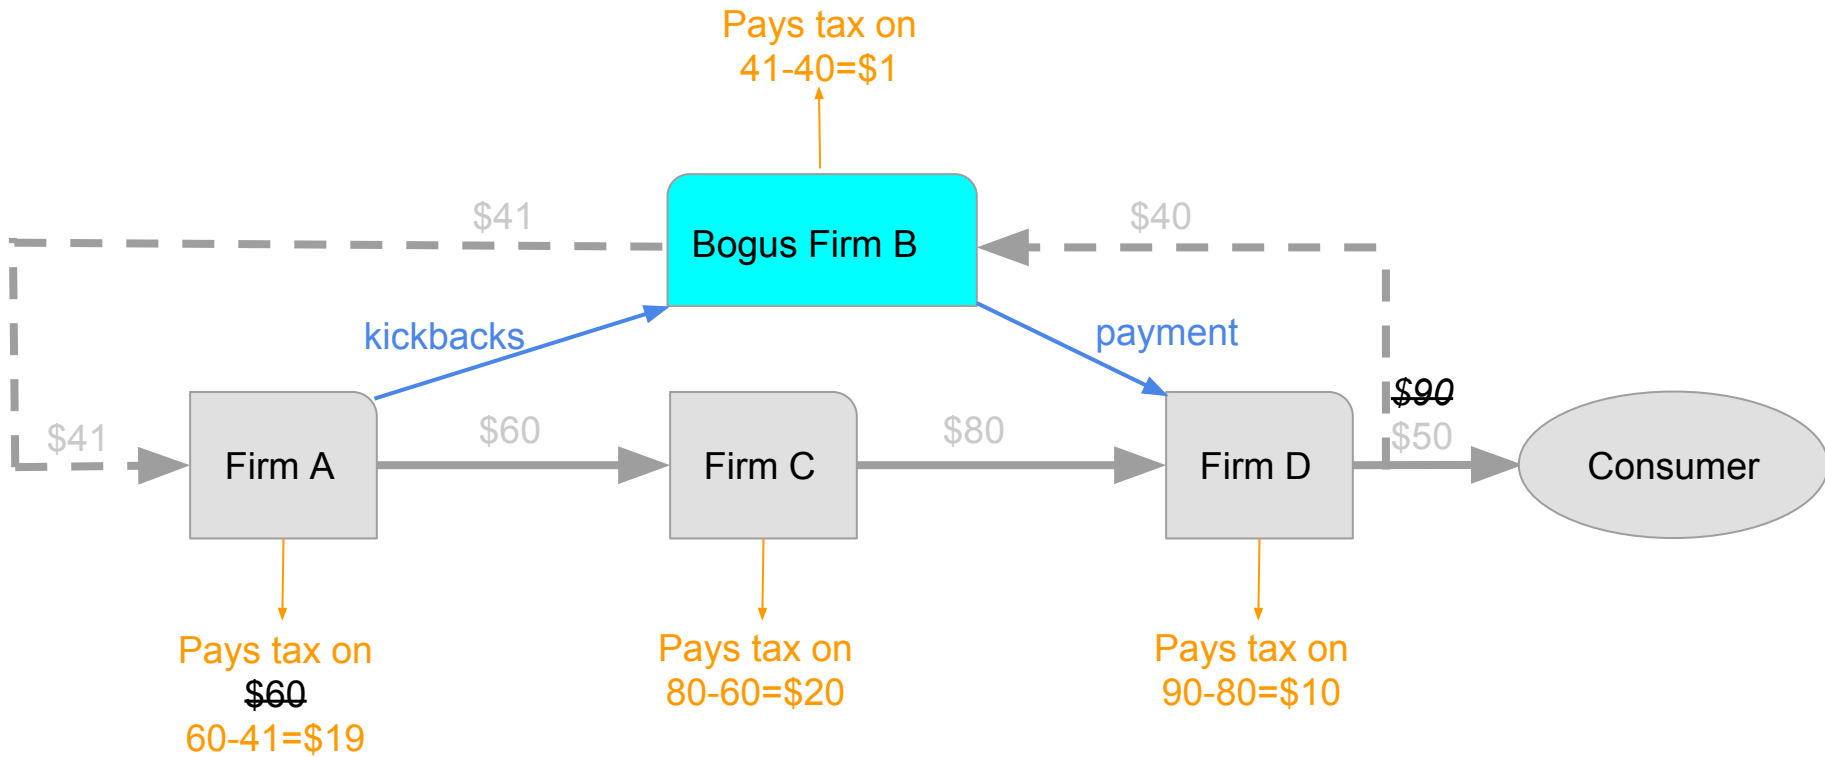 Pays tax on
41-40=$1
$41
$40
Bogus Firm B
kickbacks
payment
$90
$41
$60
$80
$50
Firm A
Firm C
Firm D
Consumer
Pays tax on
$60
60-41=$19
Pays tax on
80-60=$20
Pays tax on
90-80=$10